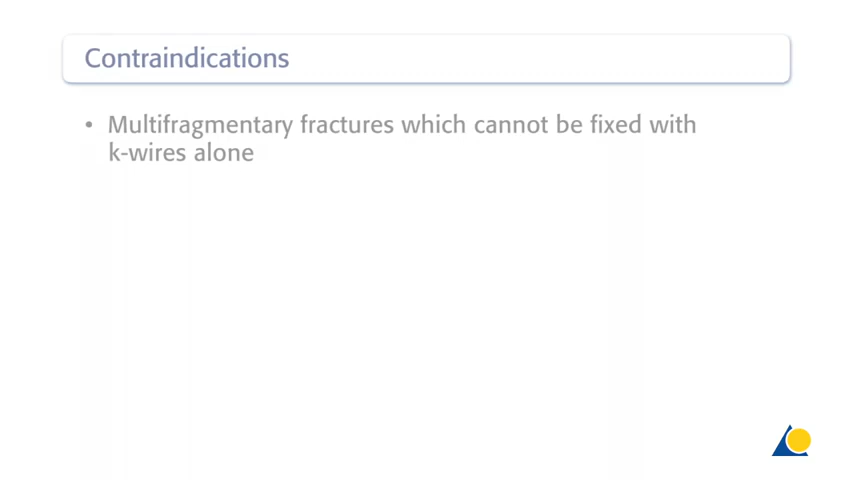 Contraindications
• Multifragmentary fractures which cannot be fixed with
k-wires alone